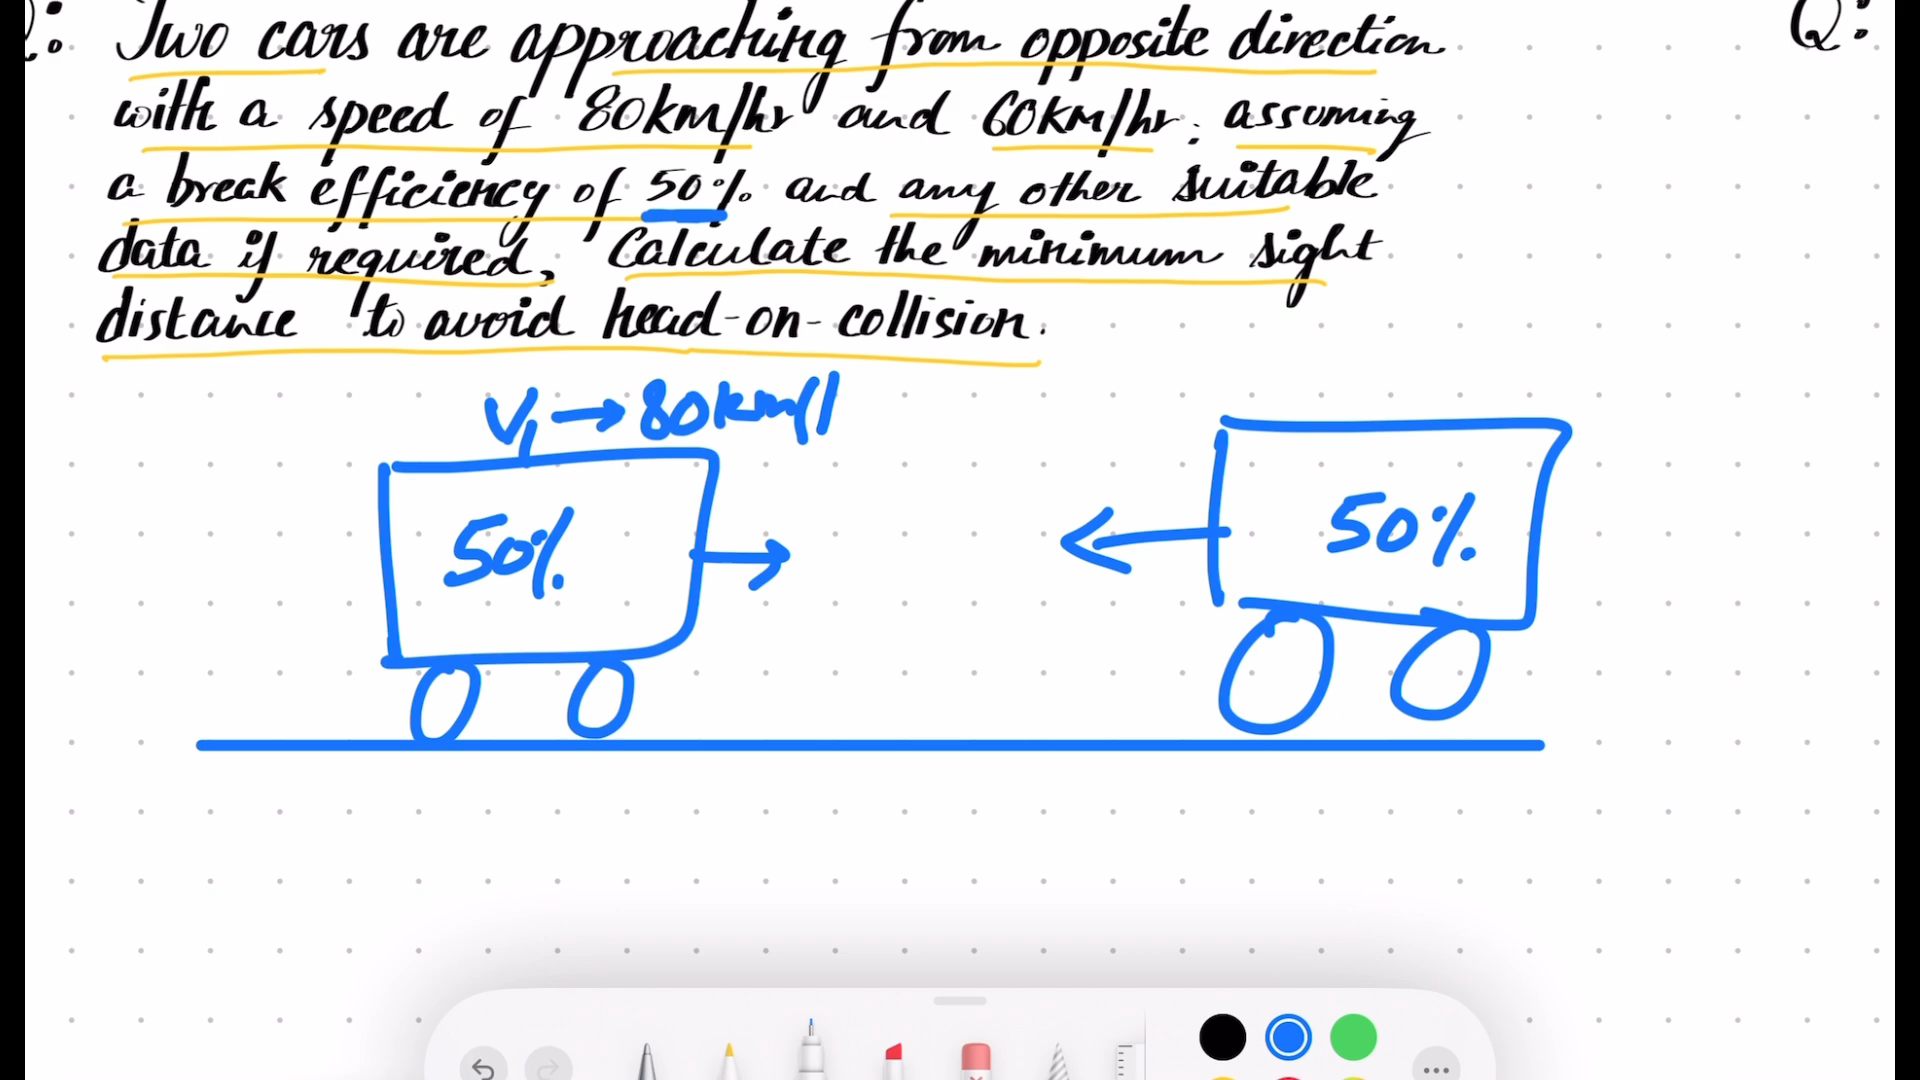 Q: Two cars are approaching from opposite direction
with a speed of 80km/hr and 60km/hr. assuming
a break efficiency of 50%. and any other suitable
data if required, Calculate the minimum sight
distance to avoid head-on-collision.
Q:
V₁ → 80km/
50%
50%